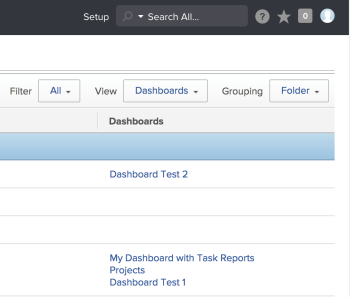 Setup Search All... ? 0
Filter All View Dashboards Grouping Folder
Dashboards
Dashboard Test 2
My Dashboard with Task Reports
Projects
Dashboard Test 1